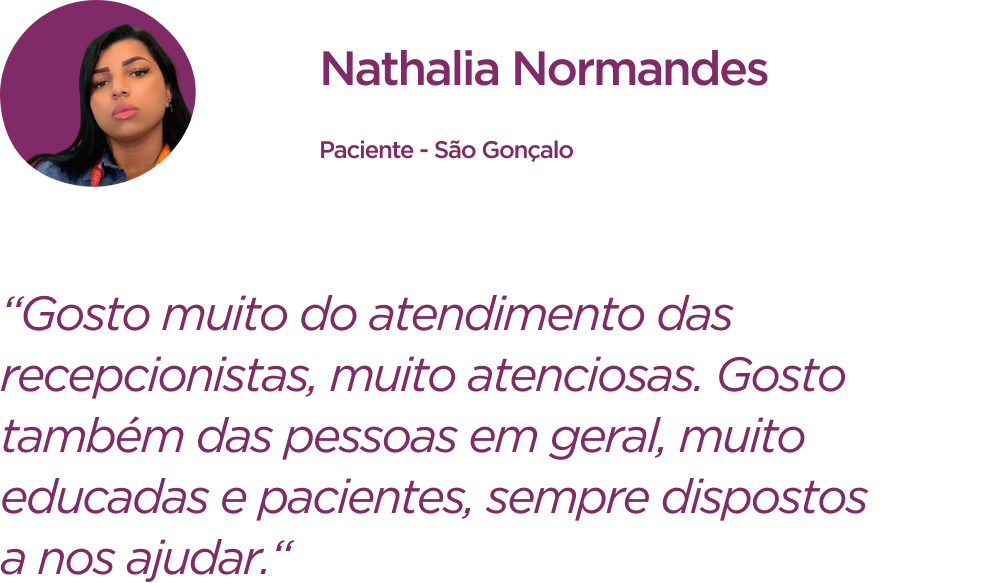 Nathalia Normandes
Paciente - São Gonçalo
“Gosto muito do atendimento das
recepcionistas, muito atenciosas. Gosto
também das pessoas em geral, muito
educadas e pacientes, sempre dispostos
a nos ajudar.“